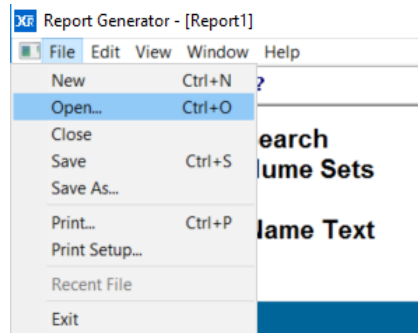 XR Report Generator - [Report1]
File Edit View Window Help
New Ctrl+N ?
Open... Ctrl+O
Close earch
Save Ctrl+S lume Sets
Save As...
Print... Ctrl+P Name Text
Print Setup...
Recent File
Exit